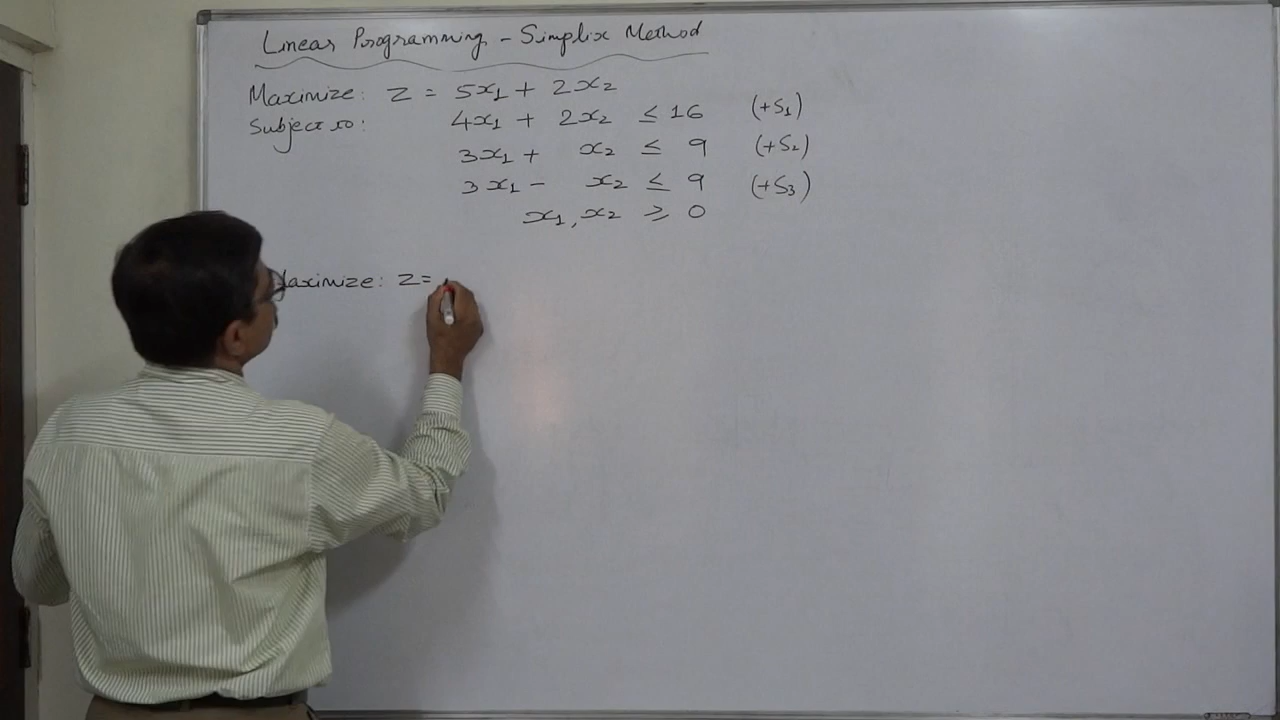 Linear Programming - Simplix Method
Maximize: Z = 5x₁ + 2x₂
Subject to: 4x₁ + 2x₂ ≤ 16 (+S₁)
3x₁ + x₂ ≤ 9 (+S₂)
3x₁ - x₂ ≤ 9 (+S₃)
x₁, x₂ ≥ 0
Maximize: Z =